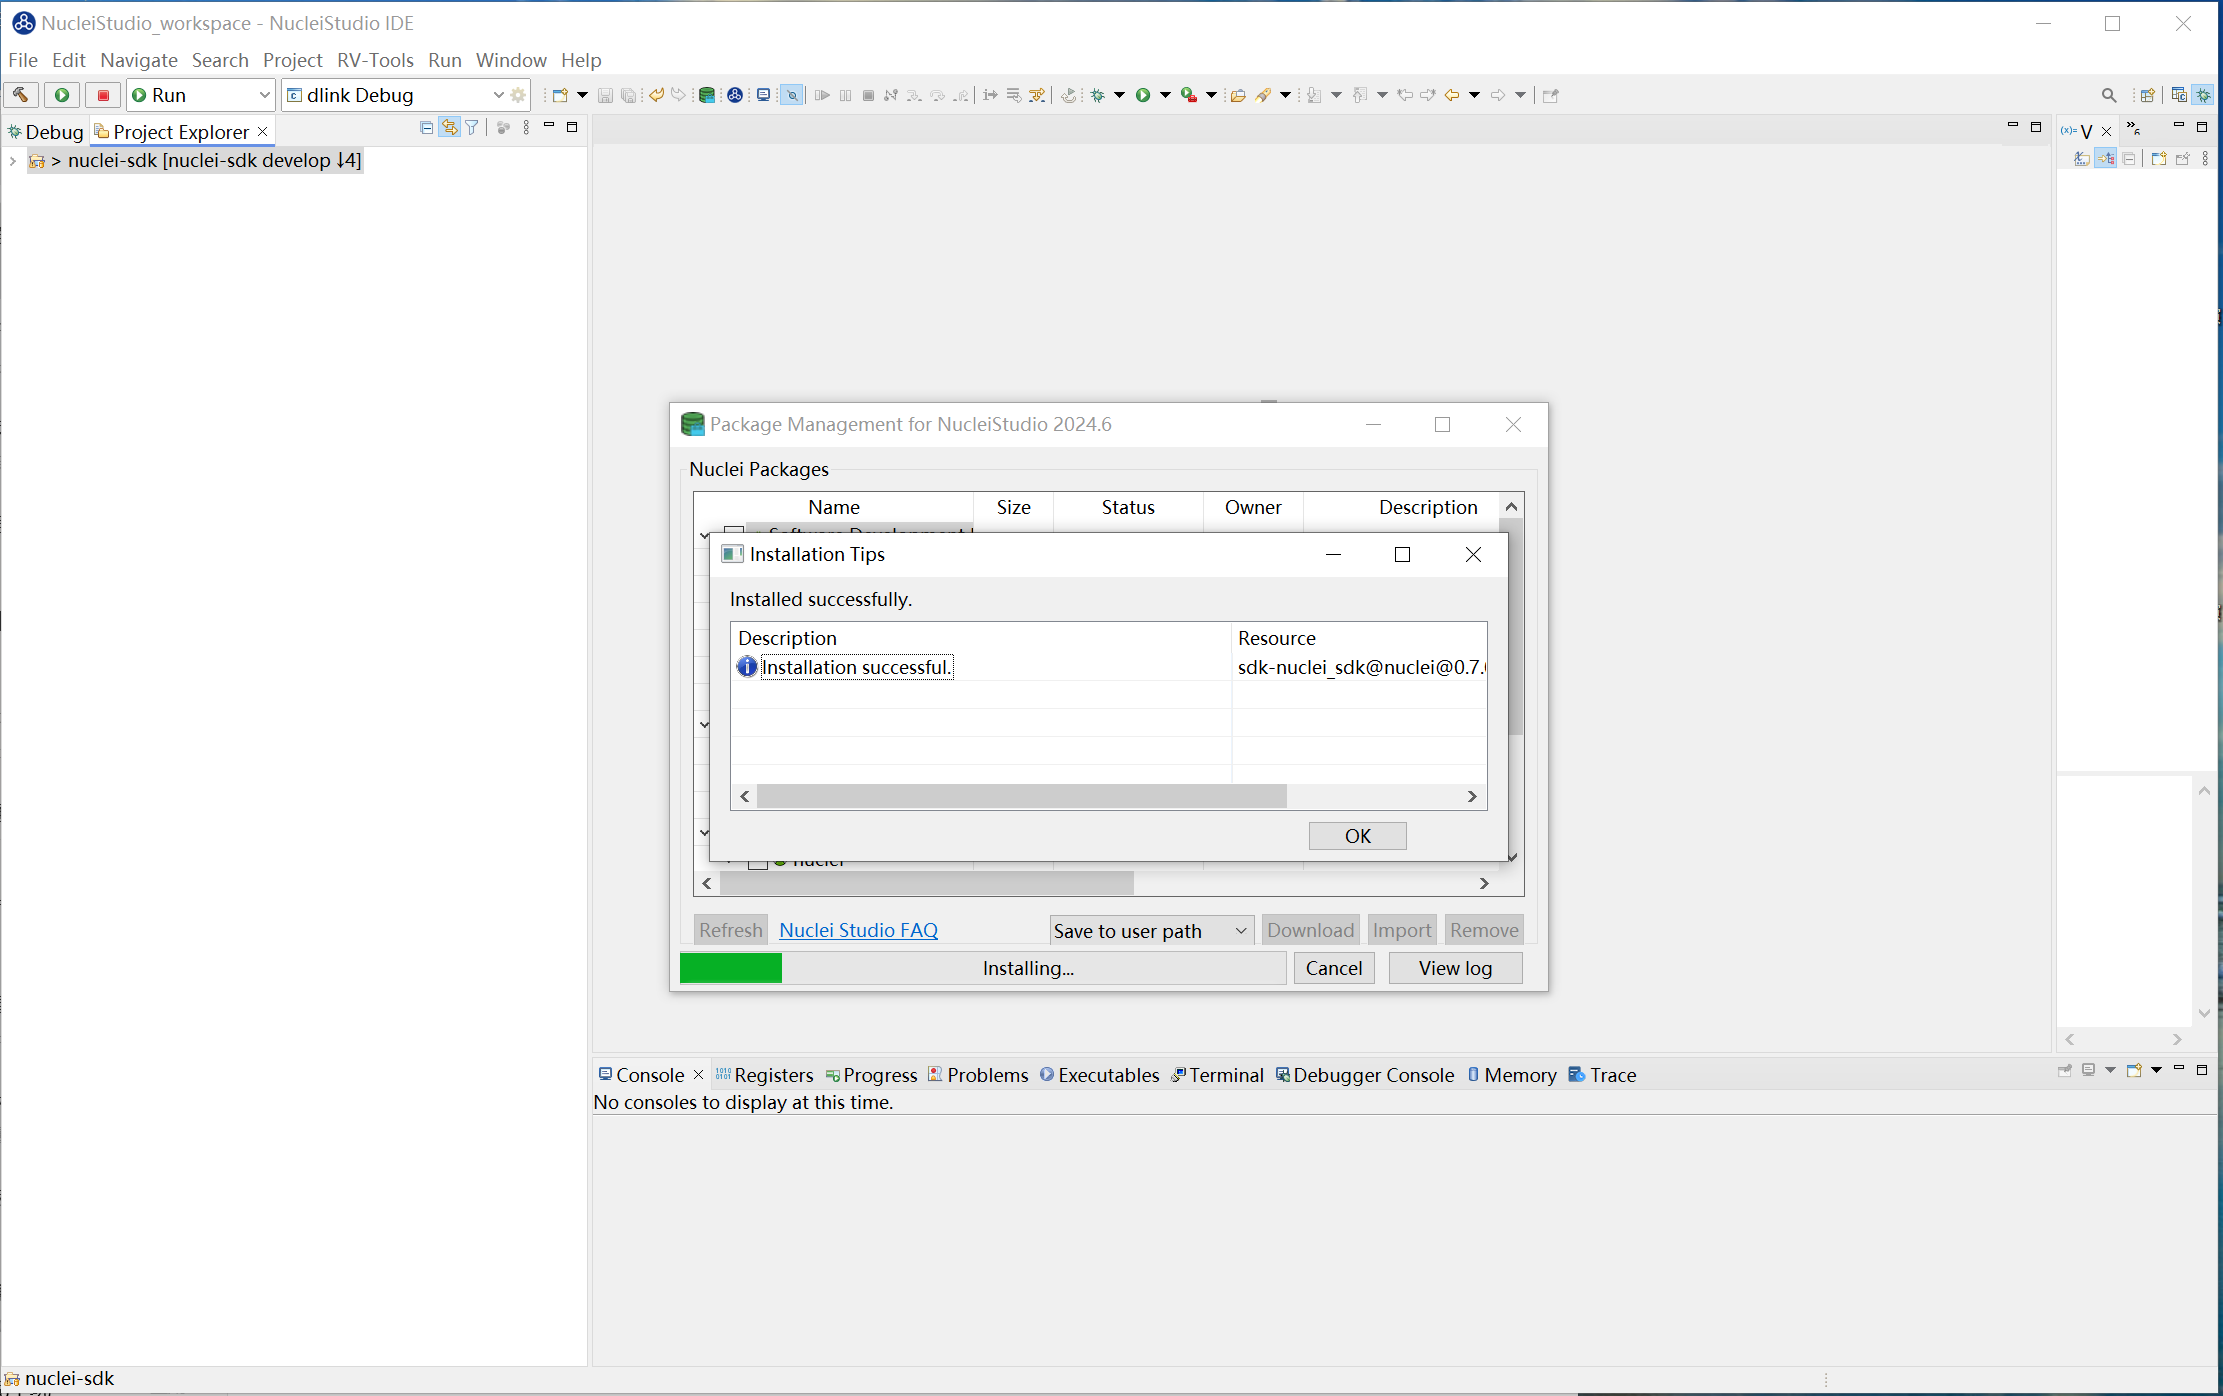 NucleiStudio_workspace - NucleiStudio IDE
File Edit Navigate Search Project RV-Tools Run Window Help
Run
dlink Debug
Debug
Project Explorer
V
> nuclei-sdk [nuclei-sdk develop ↓4]
Package Management for NucleiStudio 2024.6
Nuclei Packages
Name Size Status Owner Description
Installation Tips
Installed successfully.
Description Resource
Installation successful. sdk-nuclei_sdk@nuclei@0.7.
OK
nuclei
Refresh Nuclei Studio FAQ Save to user path Download Import Remove
Installing... Cancel View log
Console Registers Progress Problems Executables Terminal Debugger Console Memory Trace
No consoles to display at this time.
nuclei-sdk